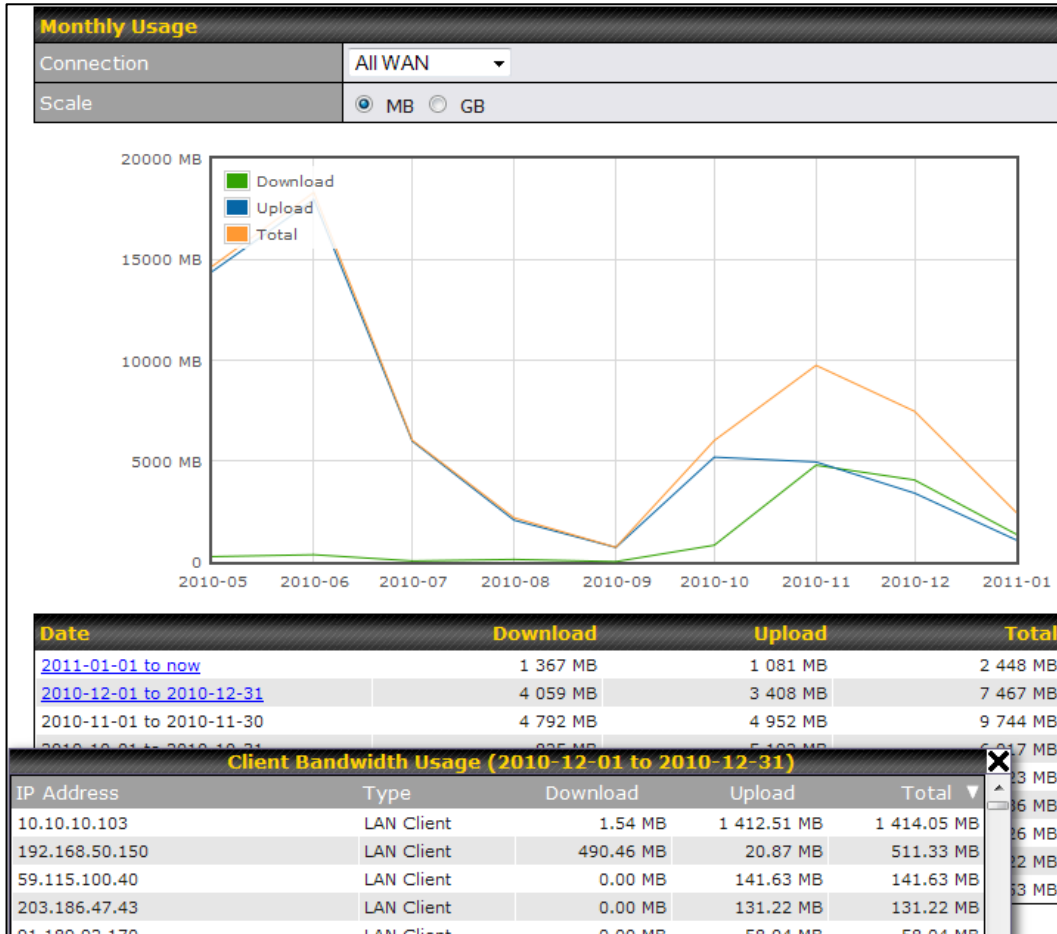 Monthly Usage
Connection All WAN
Scale MB GB
20000 MB
Download
Upload
Total
15000 MB
10000 MB
5000 MB
0
2010-05 2010-06 2010-07 2010-08 2010-09 2010-10 2010-11 2010-12 2011-01
Date Download Upload Total
2011-01-01 to now 1 367 MB 1 081 MB 2 448 MB
2010-12-01 to 2010-12-31 4 059 MB 3 408 MB 7 467 MB
2010-11-01 to 2010-11-30 4 792 MB 4 952 MB 9 744 MB
Client Bandwidth Usage (2010-12-01 to 2010-12-31)
IP Address Type Download Upload Total ▼
10.10.10.103 LAN Client 1.54 MB 1 412.51 MB 1 414.05 MB
192.168.50.150 LAN Client 490.46 MB 20.87 MB 511.33 MB
59.115.100.40 LAN Client 0.00 MB 141.63 MB 141.63 MB
203.186.47.43 LAN Client 0.00 MB 131.22 MB 131.22 MB